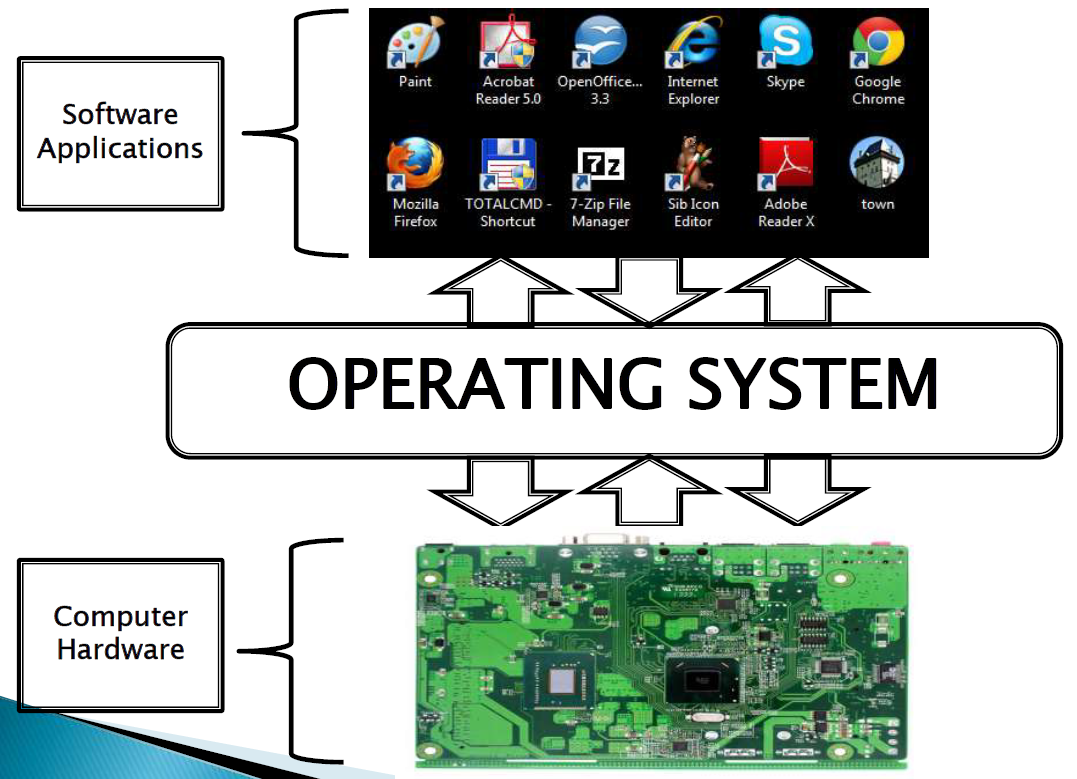 Software
Applications
Paint
Acrobat
Reader 5.0
OpenOffice...
3.3
Internet
Explorer
Skype
Google
Chrome
Mozilla
Firefox
TOTALCMD -
Shortcut
7-Zip File
Manager
Sib Icon
Editor
Adobe
Reader X
town
OPERATING SYSTEM
Computer
Hardware